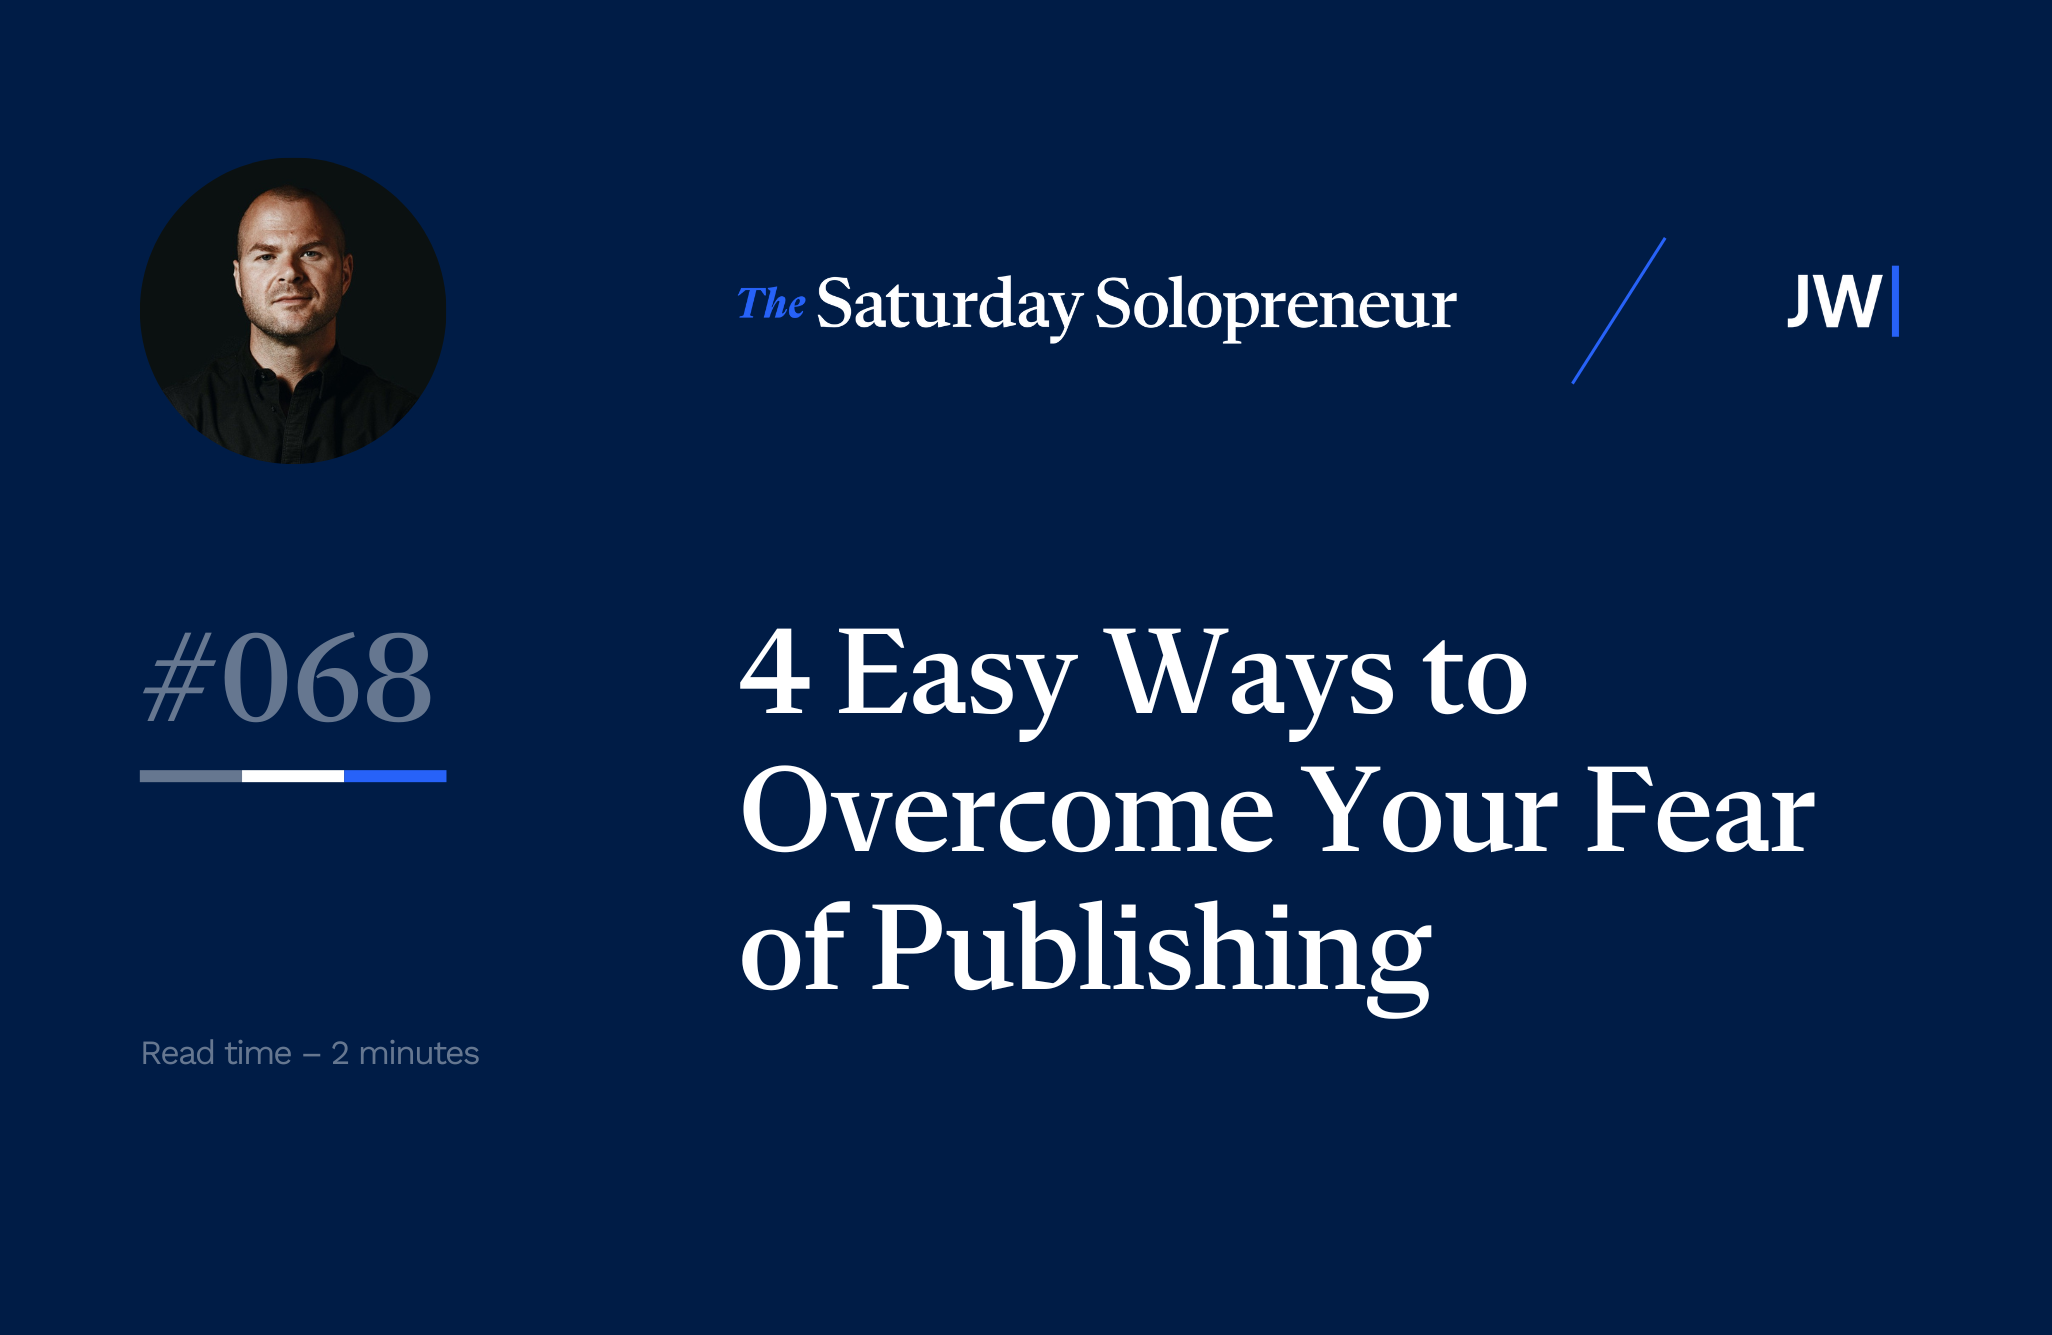 The Saturday Solopreneur
JW
#068
4 Easy Ways to
Overcome Your Fear
of Publishing
Read time – 2 minutes